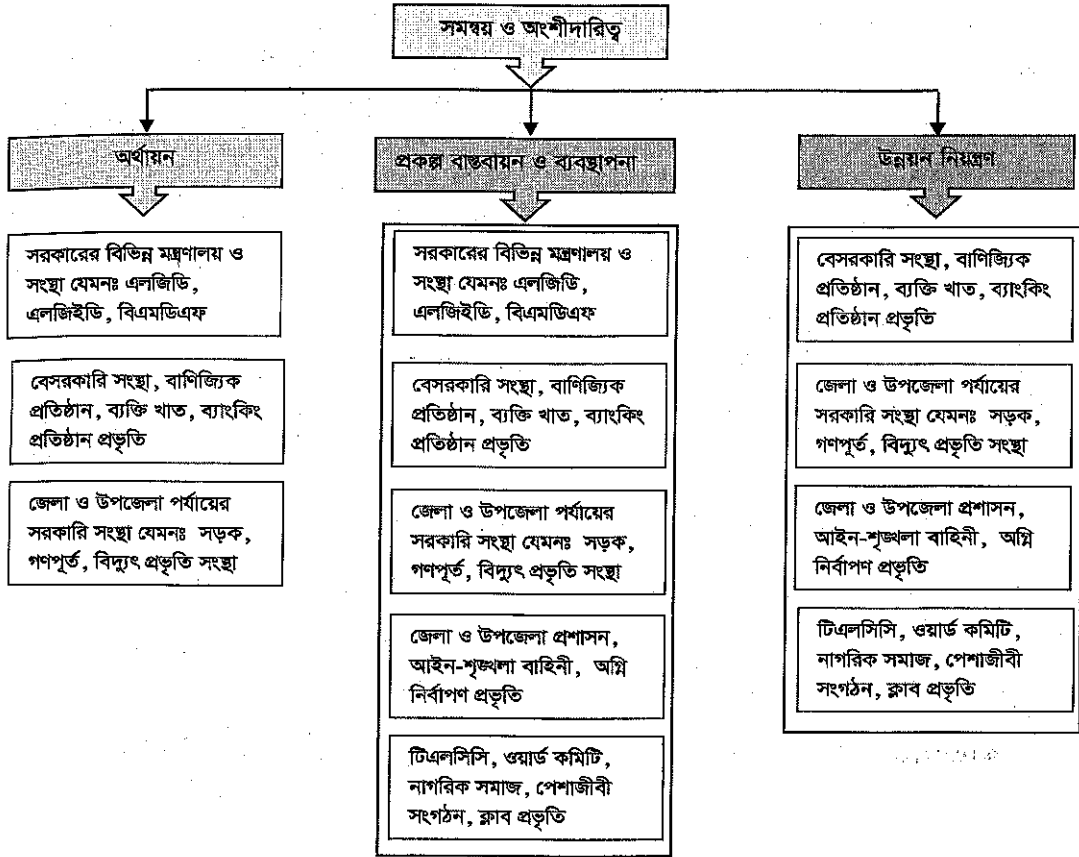 সমন্বয় ও অংশীদারিত্ব
অর্থায়ন
সরকারের বিভিন্ন মন্ত্রণালয় ও
সংস্থা যেমনঃ এলজিডি,
এলজিইডি, বিএমডিএফ
বেসরকারি সংস্থা, বাণিজ্যিক
প্রতিষ্ঠান, ব্যক্তি খাত, ব্যাংকিং
প্রতিষ্ঠান প্রভৃতি
জেলা ও উপজেলা পর্যায়ের
সরকারি সংস্থা যেমনঃ সড়ক,
গণপূর্ত, বিদ্যুৎ প্রভৃতি সংস্থা
প্রকল্প বাস্তবায়ন ও ব্যবস্থাপনা
সরকারের বিভিন্ন মন্ত্রণালয় ও
সংস্থা যেমনঃ এলজিডি,
এলজিইডি, বিএমডিএফ
বেসরকারি সংস্থা, বাণিজ্যিক
প্রতিষ্ঠান, ব্যক্তি খাত, ব্যাংকিং
প্রতিষ্ঠান প্রভৃতি
জেলা ও উপজেলা পর্যায়ের
সরকারি সংস্থা যেমনঃ সড়ক,
গণপূর্ত, বিদ্যুৎ প্রভৃতি সংস্থা
জেলা ও উপজেলা প্রশাসন,
আইন-শৃঙ্খলা বাহিনী, অগ্নি
নির্বাপণ প্রভৃতি
টিএলসিসি, ওয়ার্ড কমিটি,
নাগরিক সমাজ, পেশাজীবী
সংগঠন, ক্লাব প্রভৃতি
উন্নয়ন নিয়ন্ত্রণ
বেসরকারি সংস্থা, বাণিজ্যিক
প্রতিষ্ঠান, ব্যক্তি খাত, ব্যাংকিং
প্রতিষ্ঠান প্রভৃতি
জেলা ও উপজেলা পর্যায়ের
সরকারি সংস্থা যেমনঃ সড়ক,
গণপূর্ত, বিদ্যুৎ প্রভৃতি সংস্থা
জেলা ও উপজেলা প্রশাসন,
আইন-শৃঙ্খলা বাহিনী, অগ্নি
নির্বাপণ প্রভৃতি
টিএলসিসি, ওয়ার্ড কমিটি,
নাগরিক সমাজ, পেশাজীবী
সংগঠন, ক্লাব প্রভৃতি